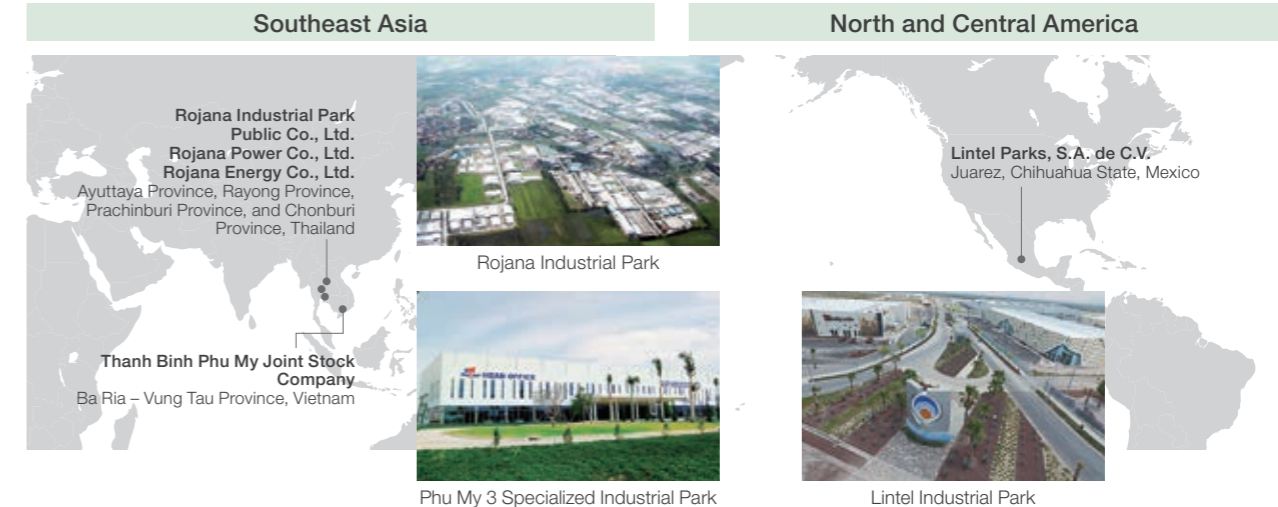 Southeast Asia
Rojana Industrial Park
Public Co., Ltd.
Rojana Power Co., Ltd.
Rojana Energy Co., Ltd.
Ayuttaya Province, Rayong Province,
Prachinburi Province, and Chonburi
Province, Thailand
Rojana Industrial Park
Thanh Binh Phu My Joint Stock
Company
Ba Ria – Vung Tau Province, Vietnam
HEAD OFFICE
Phu My 3 Specialized Industrial Park
North and Central America
Lintel Parks, S.A. de C.V.
Juarez, Chihuahua State, Mexico
Lintel Industrial Park